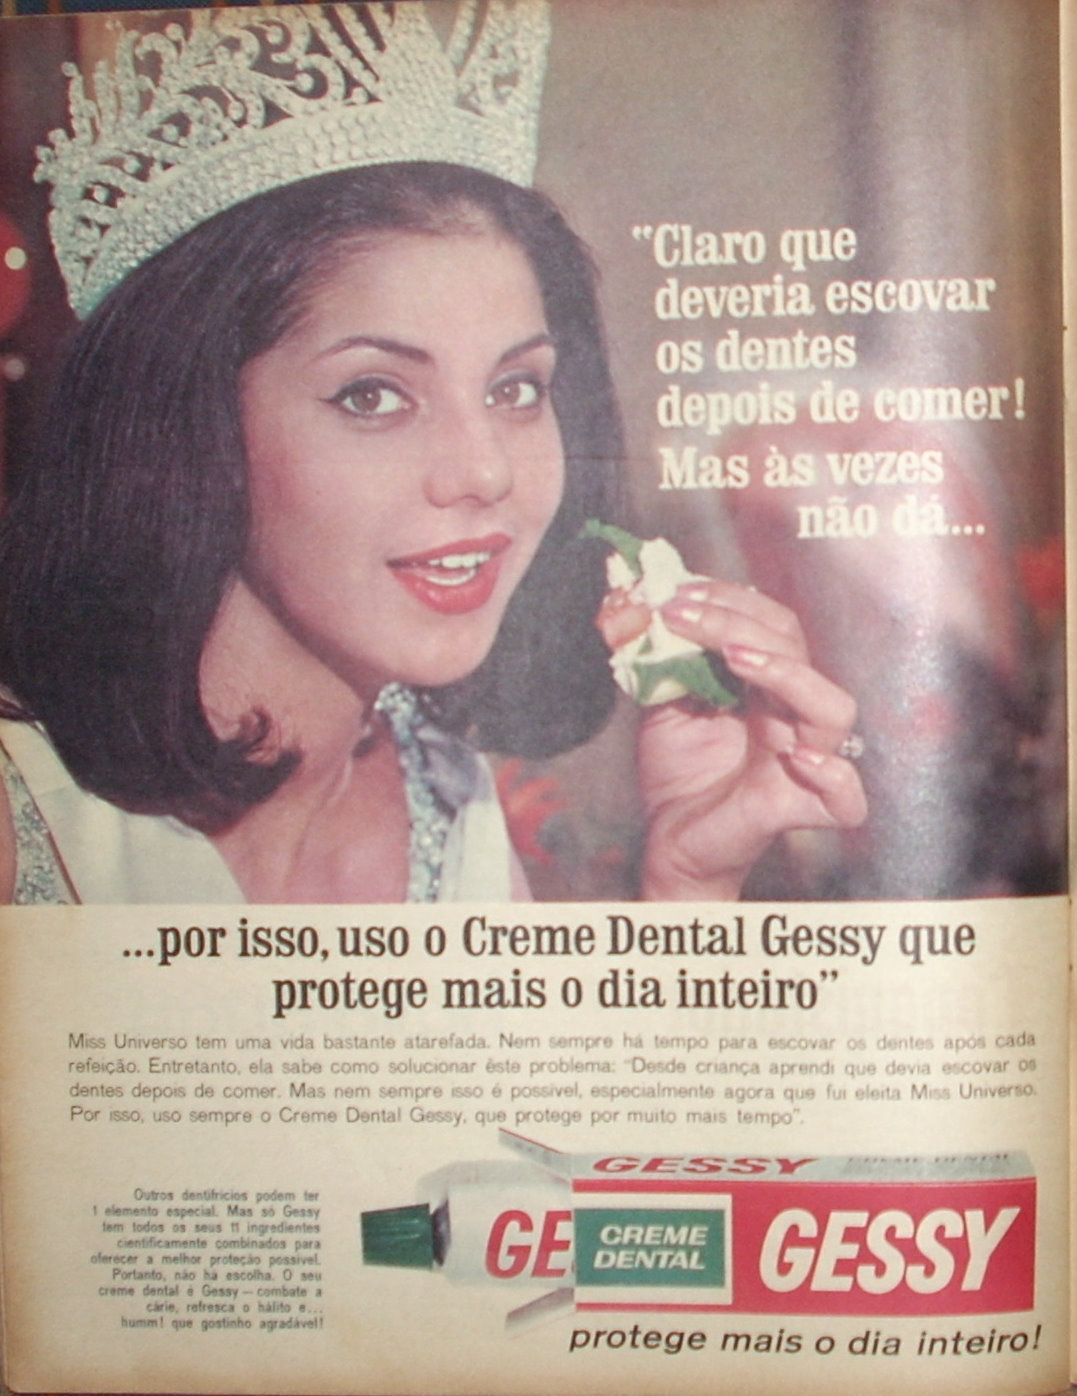 "Claro que
deveria escovar
os dentes
depois de comer!
Mas às vezes
não dá...
...por isso, uso o Creme Dental Gessy que
protege mais o dia inteiro"
Miss Universo tem uma vida bastante atarefada. Nem sempre há tempo para escovar os dentes após cada
refeição. Entretanto, ela sabe como solucionar êste problema: "Desde criança aprendi que devia escovar os
dentes depois de comer. Mas nem sempre isso é possível, especialmente agora que fui eleita Miss Universo.
Por isso, uso sempre o Creme Dental Gessy, que protege por muito mais tempo".
Outros dentifrícios podem ter
1 elemento especial. Mas só Gessy
tem todos os seus 11 ingredientes
cientificamente combinados para
oferecer a melhor proteção possível.
Portanto, não há escolha. O seu
creme dental é Gessy — combate a
cárie, refresca o hálito e...
humm! que gostinho agradável!
GESSY CREME DENTAL
GE
CREME
DENTAL
GESSY
protege mais o dia inteiro!